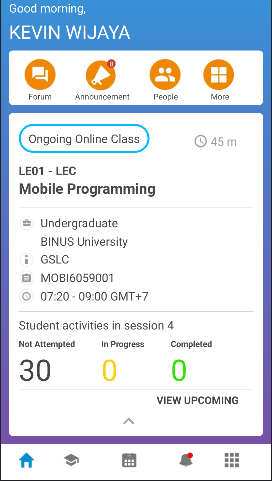 Good morning,
KEVIN WIJAYA
0
Forum Announcement People More
Ongoing Online Class 45 m
LE01 - LEC
Mobile Programming
Undergraduate
BINUS University
GSLC
MOBI6059001
07:20 - 09:00 GMT+7
Student activities in session 4
Not Attempted In Progress Completed
30 0 0
VIEW UPCOMING